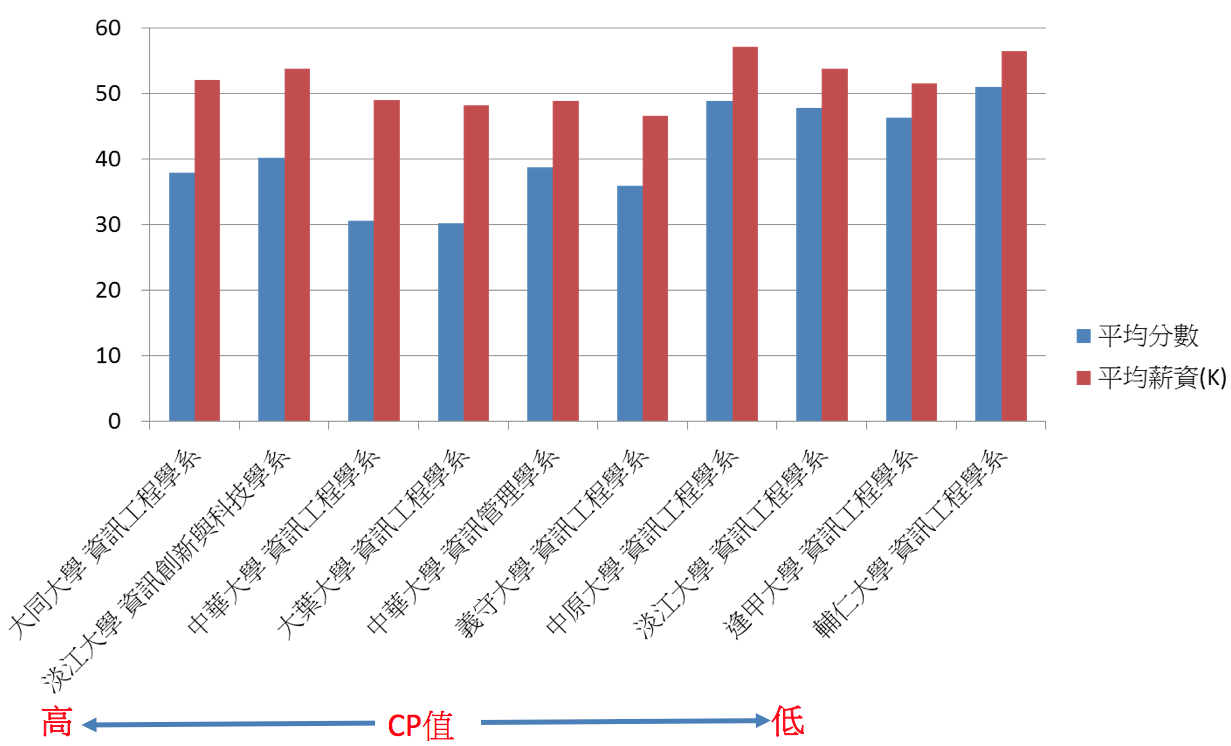 60
50
40
30
20
10
0
平均分數
平均薪資(K)
大同大學 資訊工程學系
淡江大學 資訊創新與科技學系
中華大學 資訊工程學系
大葉大學 資訊工程學系
中華大學 資訊管理學系
義守大學 資訊工程學系
中原大學 資訊工程學系
淡江大學 資訊工程學系
逢甲大學 資訊工程學系
輔仁大學 資訊工程學系
高 CP值 低